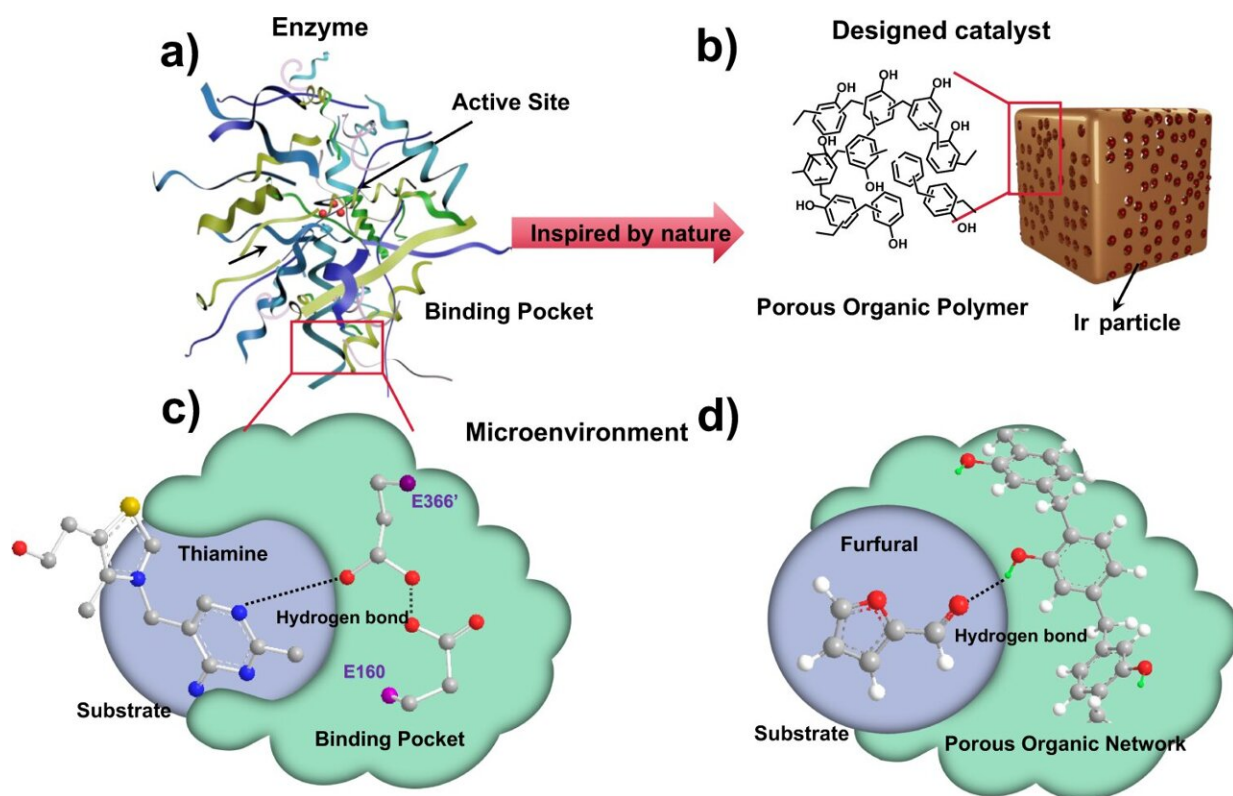 a)
Enzyme
Active Site
Binding Pocket
Inspired by nature
b)
Designed catalyst
OH
OH
OH
OH
OH
OH
HO
OH
OH
Porous Organic Polymer
Ir particle
c)
Microenvironment
E366'
Thiamine
Hydrogen bond
E160
Substrate
Binding Pocket
d)
Furfural
Hydrogen bond
Substrate
Porous Organic Network